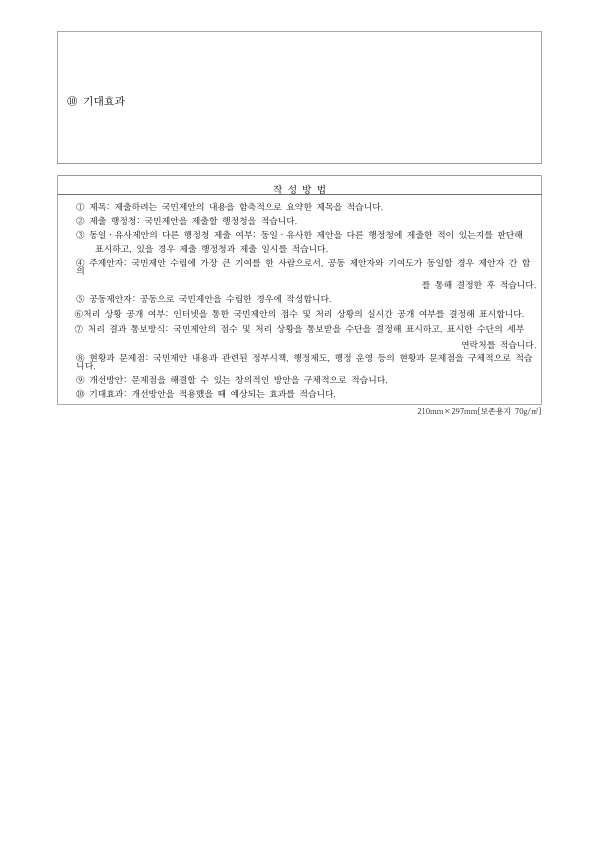 ⑩ 기대효과
작 성 방 법
① 제목: 제출하려는 국민제안의 내용을 함축적으로 요약한 제목을 적습니다.
② 제출 행정청: 국민제안을 제출할 행정청을 적습니다.
③ 동일ㆍ유사제안의 다른 행정청 제출 여부: 동일ㆍ유사한 제안을 다른 행정청에 제출한 적이 있는지를 판단해
표시하고, 있을 경우 제출 행정청과 제출 일시를 적습니다.
④ 주제안자: 국민제안 수립에 가장 큰 기여를 한 사람으로서, 공동 제안자와 기여도가 동일할 경우 제안자 간 합
의
를 통해 결정한 후 적습니다.
⑤ 공동제안자: 공동으로 국민제안을 수립한 경우에 작성합니다.
⑥처리 상황 공개 여부: 인터넷을 통한 국민제안의 접수 및 처리 상황의 실시간 공개 여부를 결정해 표시합니다.
⑦ 처리 결과 통보방식: 국민제안의 접수 및 처리 상황을 통보받을 수단을 결정해 표시하고, 표시한 수단의 세부
연락처를 적습니다.
⑧ 현황과 문제점: 국민제안 내용과 관련된 정부시책, 행정제도, 행정 운영 등의 현황과 문제점을 구체적으로 적습
니다.
⑨ 개선방안: 문제점을 해결할 수 있는 창의적인 방안을 구체적으로 적습니다.
⑩ 기대효과: 개선방안을 적용했을 때 예상되는 효과를 적습니다.
210mm×297mm[보존용지 70g/㎡]